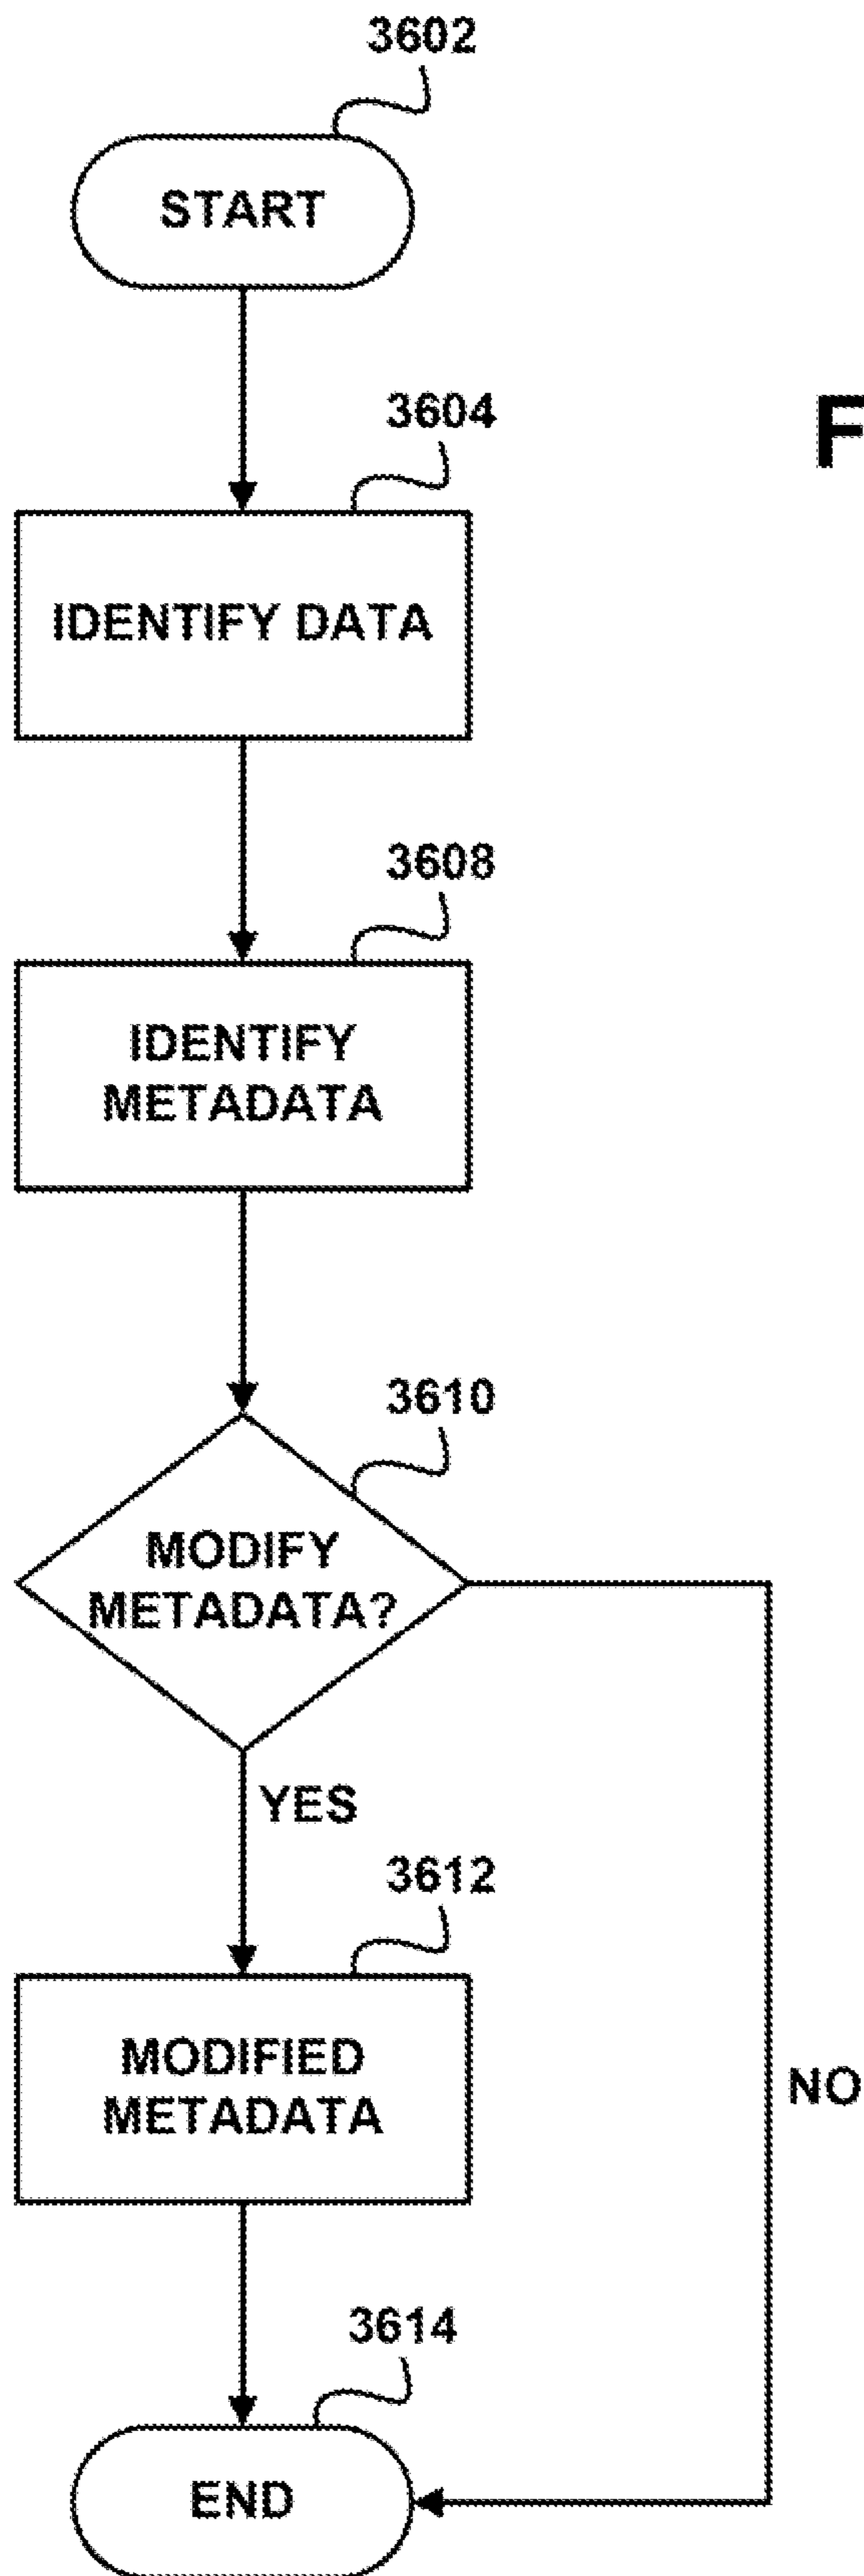 3602
START
3604
F
IDENTIFY DATA
3608
IDENTIFY
METADATA
3610
MODIFY
METADATA?
YES
3612
MODIFIED
METADATA
NO
3614
END